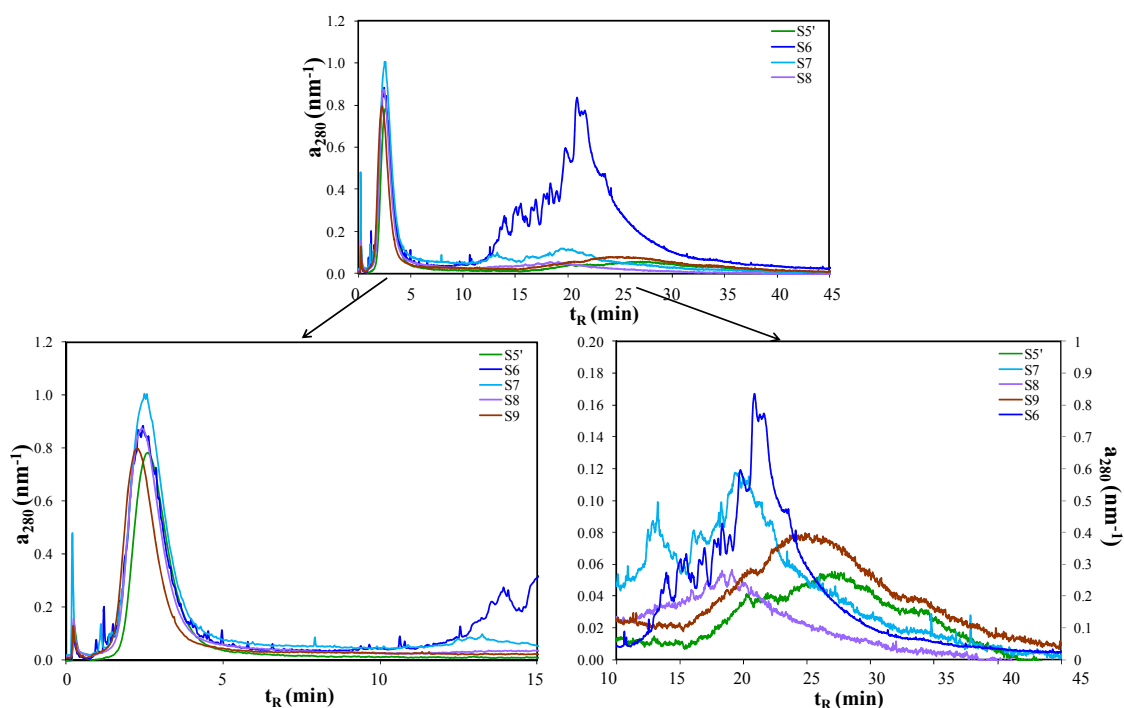 1.2
1.0
0.8
0.6
0.4
0.2
0.0
a280 (nm-1)
S5'
S6
S7
S8
0 5 10 15 20 25 30 35 40 45
tR (min)
1.2
1.0
0.8
0.6
0.4
0.2
0.0
a280 (nm-1)
S5'
S6
S7
S8
S9
0 5 10 15
tR (min)
0.20
0.18
0.16
0.14
0.12
0.10
0.08
0.06
0.04
0.02
0.00
S5'
S7
S8
S9
S6
1
0.9
0.8
0.7
0.6
0.5
0.4
0.3
0.2
0.1
0
a280 (nm-1)
10 15 20 25 30 35 40 45
tR (min)